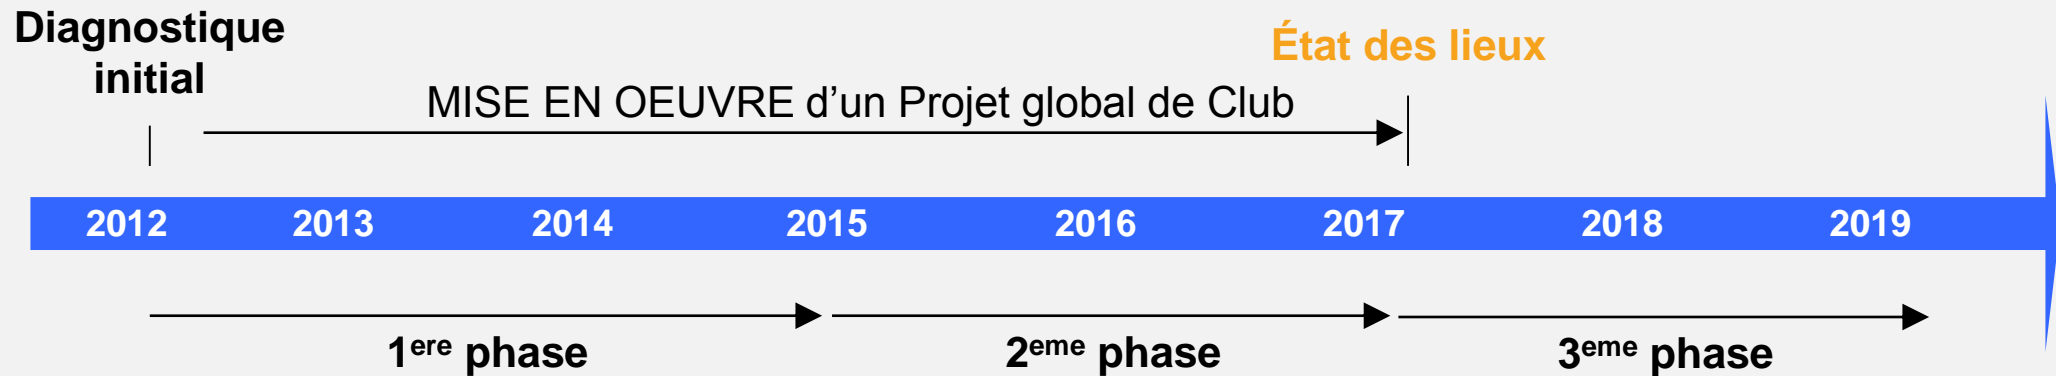 Diagnostique
initial
État des lieux
MISE EN OEUVRE d’un Projet global de Club
2012 2013 2014 2015 2016 2017 2018 2019
1ere phase 2eme phase 3eme phase